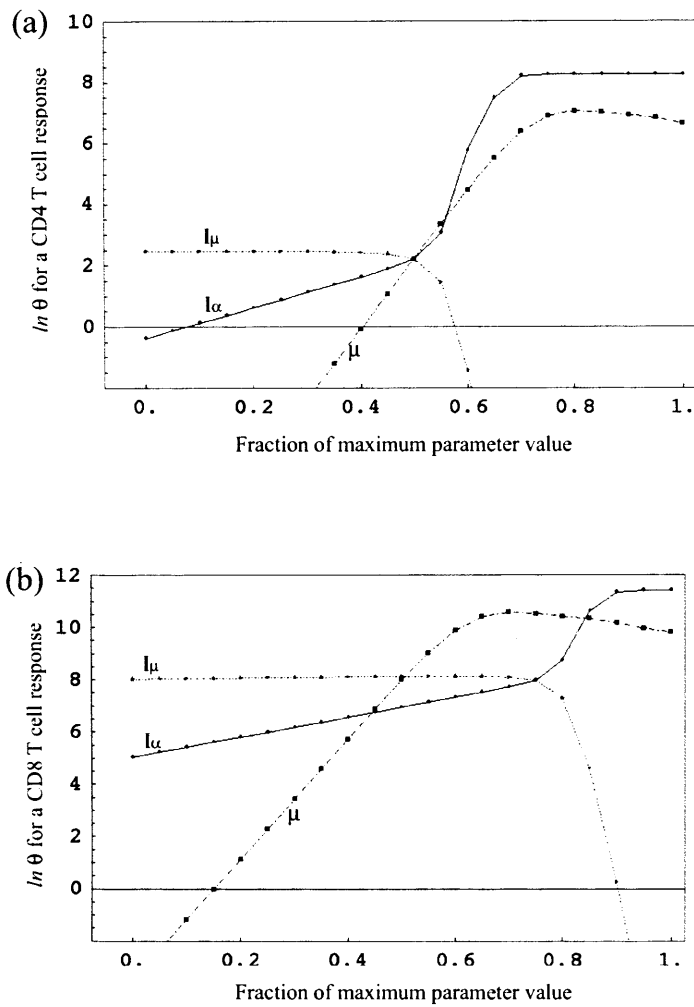 (a)
10
8
6
4
2
0
ln θ for a CD4 T cell response
Iμ
Iα
μ
0. 0.2 0.4 0.6 0.8 1.
Fraction of maximum parameter value
(b)
12
10
8
6
4
2
0
ln θ for a CD8 T cell response
Iμ
Iα
μ
0. 0.2 0.4 0.6 0.8 1.
Fraction of maximum parameter value